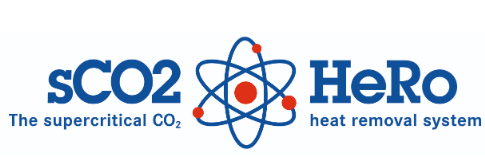 sCO2 HeRo
The supercritical CO₂ heat removal system